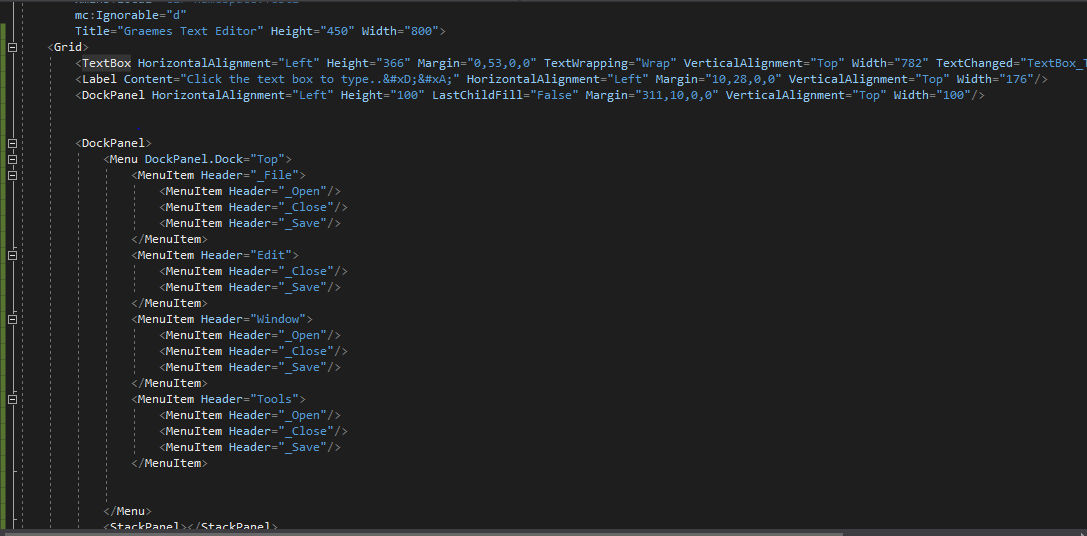 mc:Ignorable="d"
Title="Graemes Text Editor" Height="450" Width="800">
<Grid>
<TextBox HorizontalAlignment="Left" Height="366" Margin="0,53,0,0" TextWrapping="Wrap" VerticalAlignment="Top" Width="782" TextChanged="TextBox_T
<Label Content="Click the text box to type..&#xD;&#xA;" HorizontalAlignment="Left" Margin="10,28,0,0" VerticalAlignment="Top" Width="176"/>
<DockPanel HorizontalAlignment="Left" Height="100" LastChildFill="False" Margin="311,10,0,0" VerticalAlignment="Top" Width="100"/>
<DockPanel>
<Menu DockPanel.Dock="Top">
<MenuItem Header="_File">
<MenuItem Header="_Open"/>
<MenuItem Header="_Close"/>
<MenuItem Header="_Save"/>
</MenuItem>
<MenuItem Header="Edit">
<MenuItem Header="_Close"/>
<MenuItem Header="_Save"/>
</MenuItem>
<MenuItem Header="Window">
<MenuItem Header="_Open"/>
<MenuItem Header="_Close"/>
<MenuItem Header="_Save"/>
</MenuItem>
<MenuItem Header="Tools">
<MenuItem Header="_Open"/>
<MenuItem Header="_Close"/>
<MenuItem Header="_Save"/>
</MenuItem>
</Menu>
<StackPanel></StackPanel>